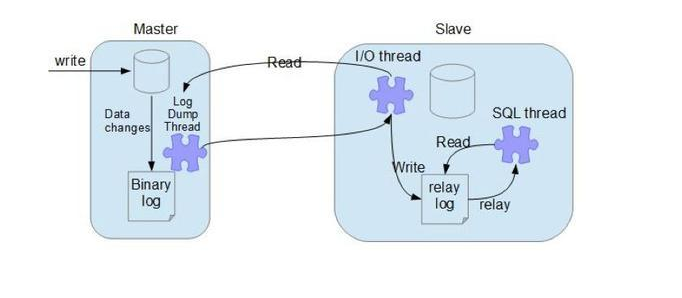 Master
Slave
write
Read
I/O thread
Log
Dump
Thread
Data
changes
SQL thread
Read
Write
Binary
log
relay
log
relay